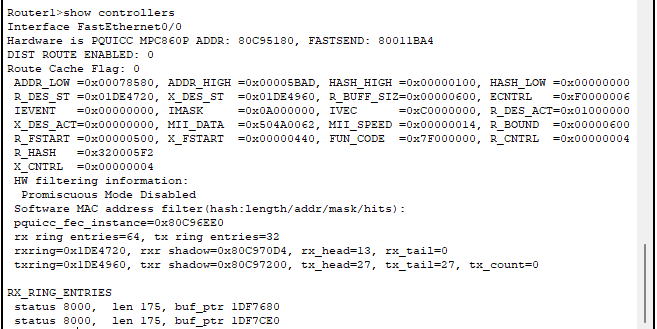 Router1>show controllers
Interface FastEthernet0/0
Hardware is PQUICC MPC860P ADDR: 80C95180, FASTSEND: 80011BA4
DIST ROUTE ENABLED: 0
Route Cache Flag: 0
ADDR_LOW =0x00078580, ADDR_HIGH =0x00005BAD, HASH_HIGH =0x00000100, HASH_LOW =0x00000000
R_DES_ST =0x01DE4720, X_DES_ST =0x01DE4960, R_BUFF_SIZ=0x00000600, ECNTRL =0xF0000006
IEVENT =0x00000000, IMASK =0x0A000000, IVEC =0xC0000000, R_DES_ACT=0x01000000
X_DES_ACT=0x00000000, MII_DATA =0x504A0062, MII_SPEED =0x00000014, R_BOUND =0x00000600
R_FSTART =0x00000500, X_FSTART =0x00000440, FUN_CODE =0x7F000000, R_CNTRL =0x00000004
R_HASH =0x320005F2
X_CNTRL =0x00000004
HW filtering information:
Promiscuous Mode Disabled
Software MAC address filter(hash:length/addr/mask/hits):
pquicc_fec_instance=0x80C96EE0
rx ring entries=64, tx ring entries=32
rxring=0x1DE4720, rxr shadow=0x80C970D4, rx_head=13, rx_tail=0
txring=0x1DE4960, txr shadow=0x80C97200, tx_head=27, tx_tail=27, tx_count=0
RX_RING_ENTRIES
status 8000, len 175, buf_ptr 1DF7680
status 8000, len 175, buf_ptr 1DF7CE0